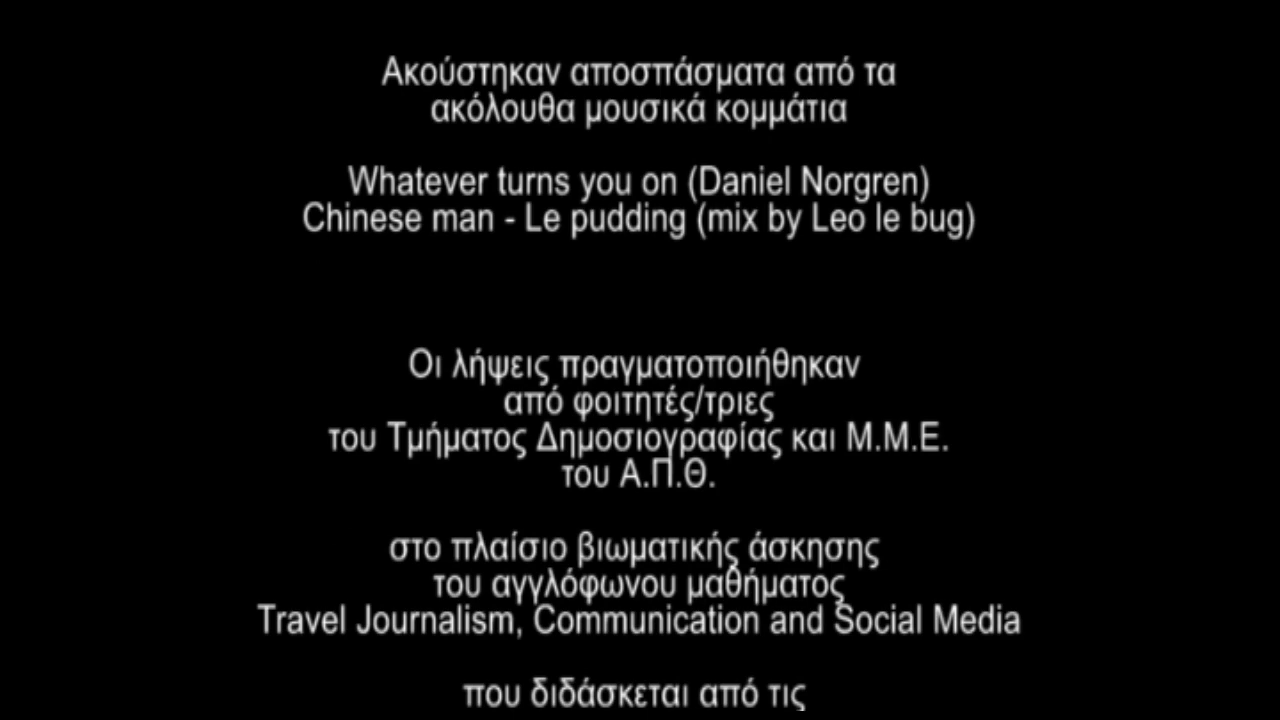 Ακούστηκαν αποσπάσματα από τα
ακόλουθα μουσικά κομμάτια
Whatever turns you on (Daniel Norgren)
Chinese man - Le pudding (mix by Leo le bug)
Οι λήψεις πραγματοποιήθηκαν
από φοιτητές/τριες
του Τμήματος Δημοσιογραφίας και Μ.Μ.Ε.
του Α.Π.Θ.
στο πλαίσιο βιωματικής άσκησης
του αγγλόφωνου μαθήματος
Travel Journalism, Communication and Social Media
που διδάσκεται από τις